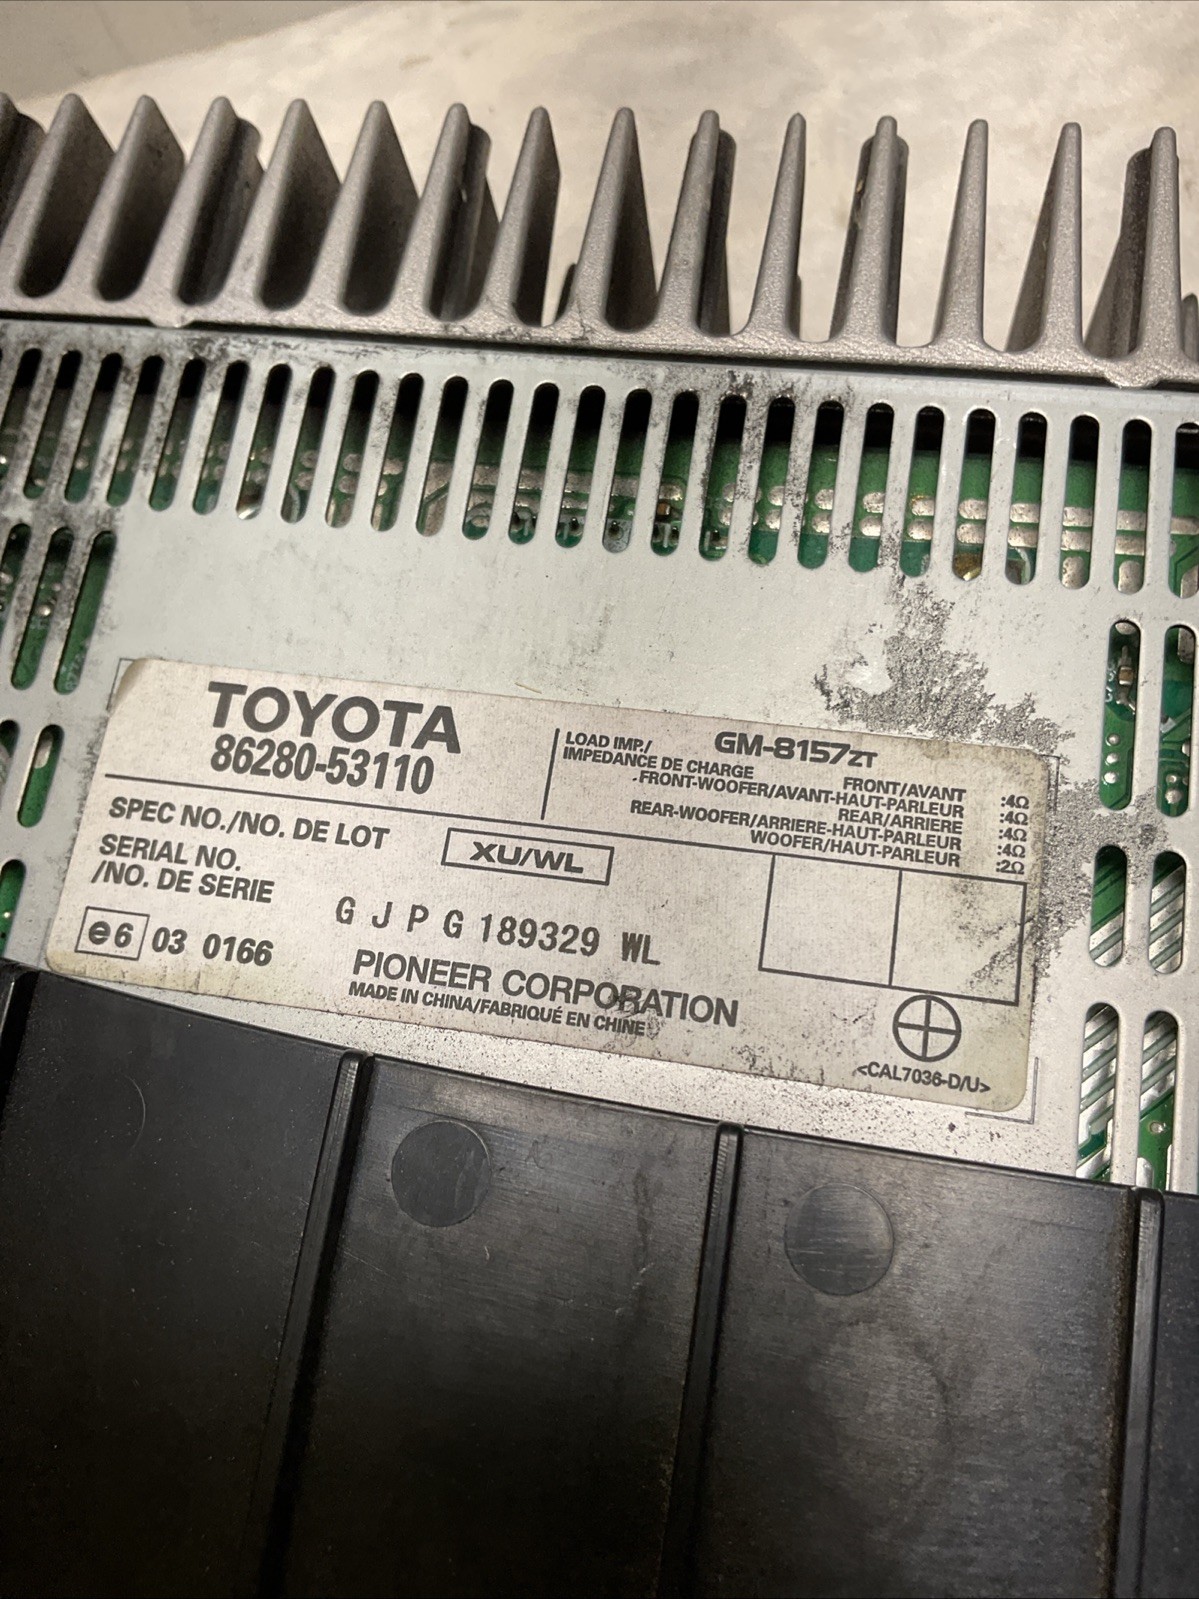 TOYOTA
86280-53110
GM-8157ZT
LOAD IMP./
IMPEDANCE DE CHARGE
FRONT/AVANT :4Ω
FRONT-WOOFER/AVANT-HAUT-PARLEUR :4Ω
REAR/ARRIERE :4Ω
REAR-WOOFER/ARRIERE-HAUT-PARLEUR :4Ω
WOOFER/HAUT-PARLEUR :2Ω
SPEC NO./NO. DE LOT
XU/WL
SERIAL NO.
/NO. DE SERIE
G J P G 189329 WL
e6 03 0166
PIONEER CORPORATION
MADE IN CHINA/FABRIQUÉ EN CHINE
<CAL7036-D/U>